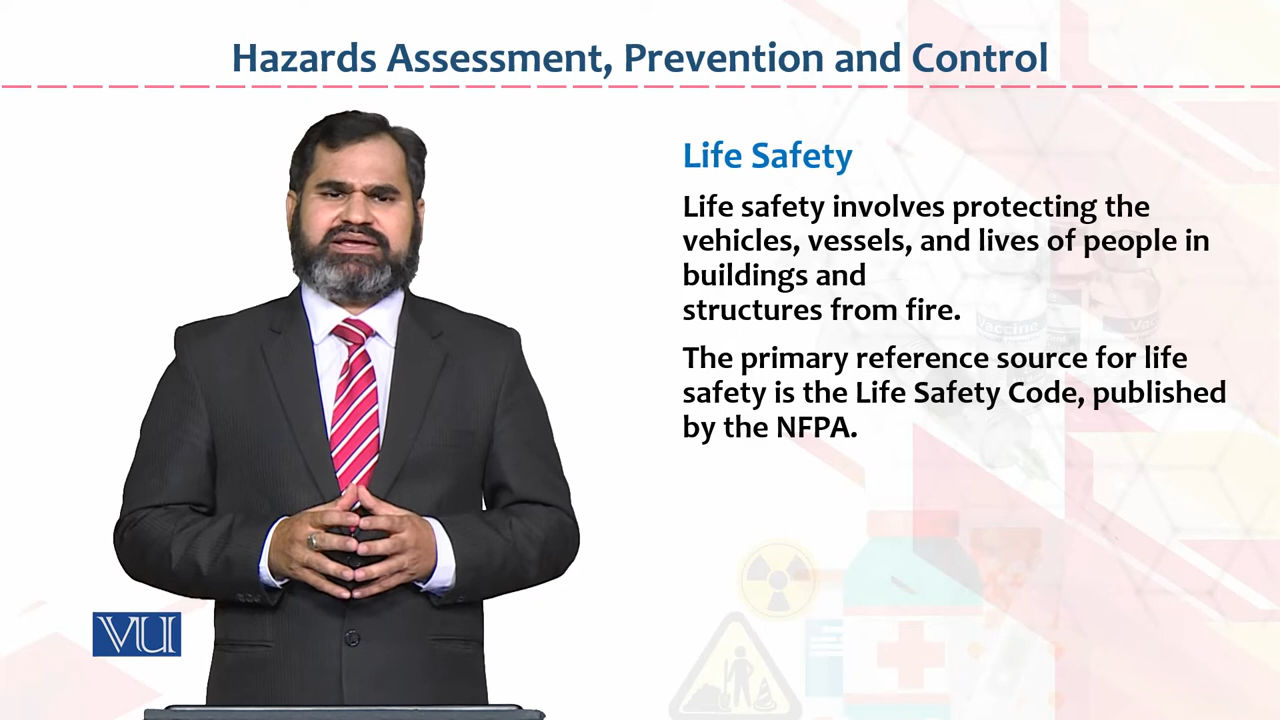 Hazards Assessment, Prevention and Control
Life Safety
Life safety involves protecting the
vehicles, vessels, and lives of people in
buildings and
structures from fire.
The primary reference source for life
safety is the Life Safety Code, published
by the NFPA.
Vaccine
VU